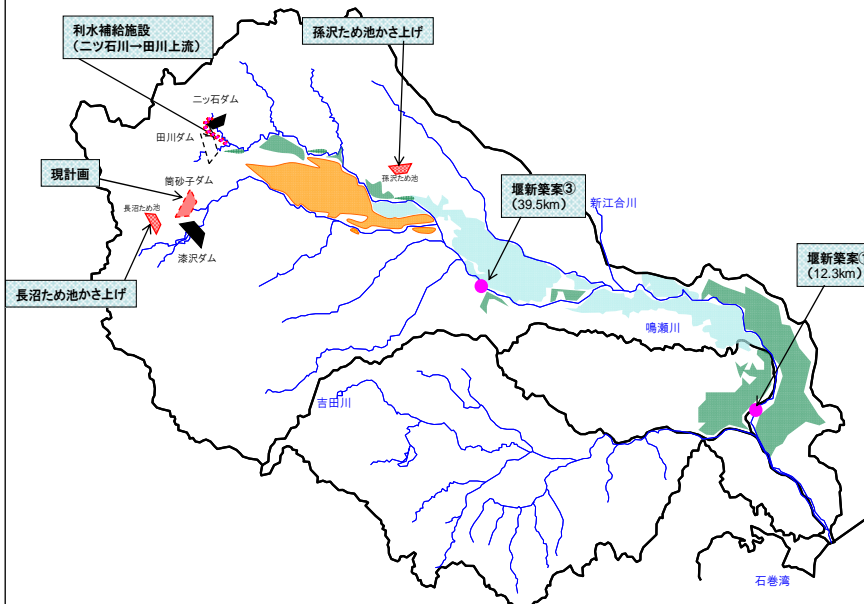 利水補給施設
(二ツ石川→田川上流)
孫沢ため池かさ上げ
二ッ石ダム
田川ダム
現計画
筒砂子ダム
孫沢ため池
長沼ため池
漆沢ダム
長沼ため池かさ上げ
堰新築案③
(39.5km)
新江合川
堰新築案
(12.3km)
鳴瀬川
吉田川
石巻湾